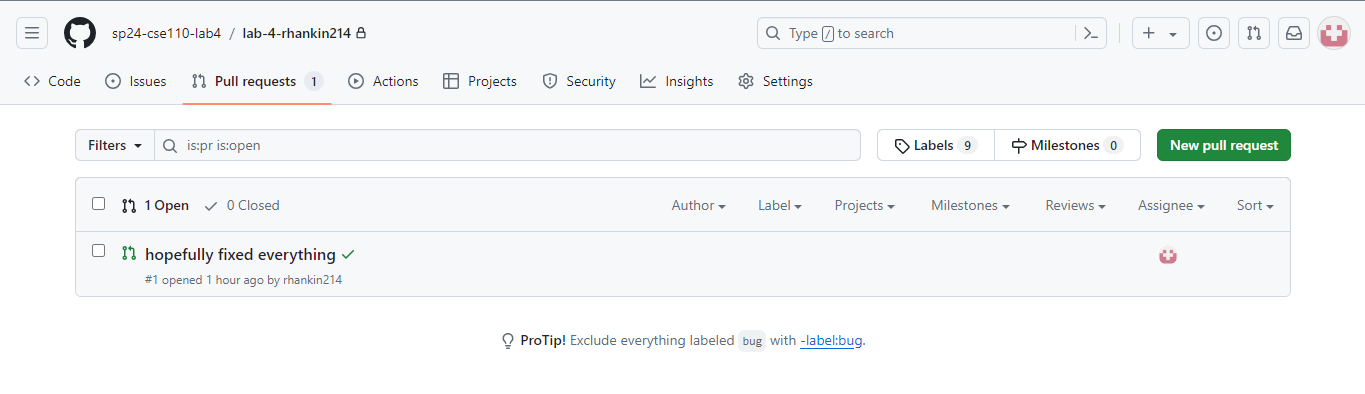 sp24-cse110-lab4 / lab-4-rhankin214 Type / to search
Code Issues Pull requests 1 Actions Projects Security Insights Settings
Filters is:pr is:open Labels 9 Milestones 0 New pull request
1 Open 0 Closed Author Label Projects Milestones Reviews Assignee Sort
hopefully fixed everything
#1 opened 1 hour ago by rhankin214
ProTip! Exclude everything labeled bug with -label:bug.